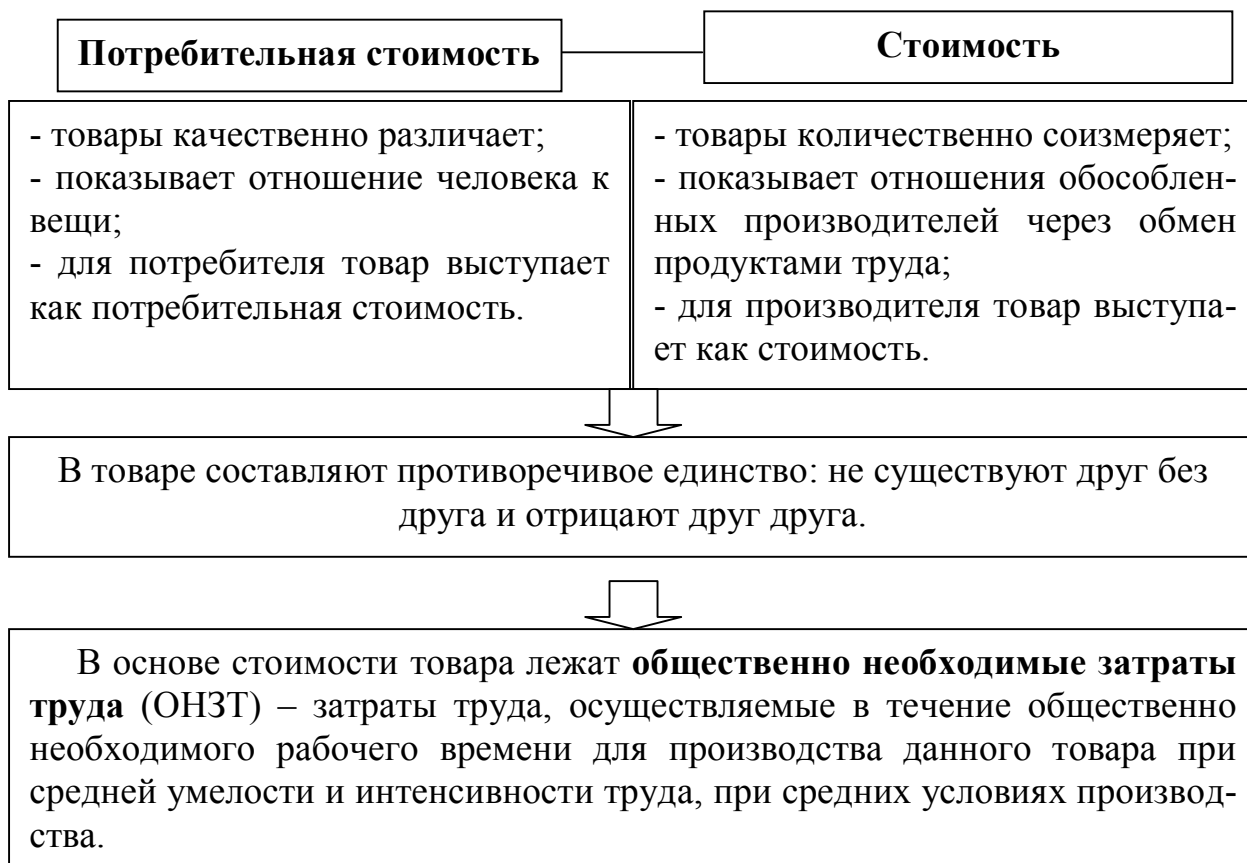 Потребительная стоимость
Стоимость
- товары качественно различает;
- показывает отношение человека к
вещи;
- для потребителя товар выступает
как потребительная стоимость.
- товары количественно соизмеряет;
- показывает отношения обособлен-
ных производителей через обмен
продуктами труда;
- для производителя товар выступа-
ет как стоимость.
В товаре составляют противоречивое единство: не существуют друг без
друга и отрицают друг друга.
В основе стоимости товара лежат общественно необходимые затраты
труда (ОНЗТ) – затраты труда, осуществляемые в течение общественно
необходимого рабочего времени для производства данного товара при
средней умелости и интенсивности труда, при средних условиях производ-
ства.